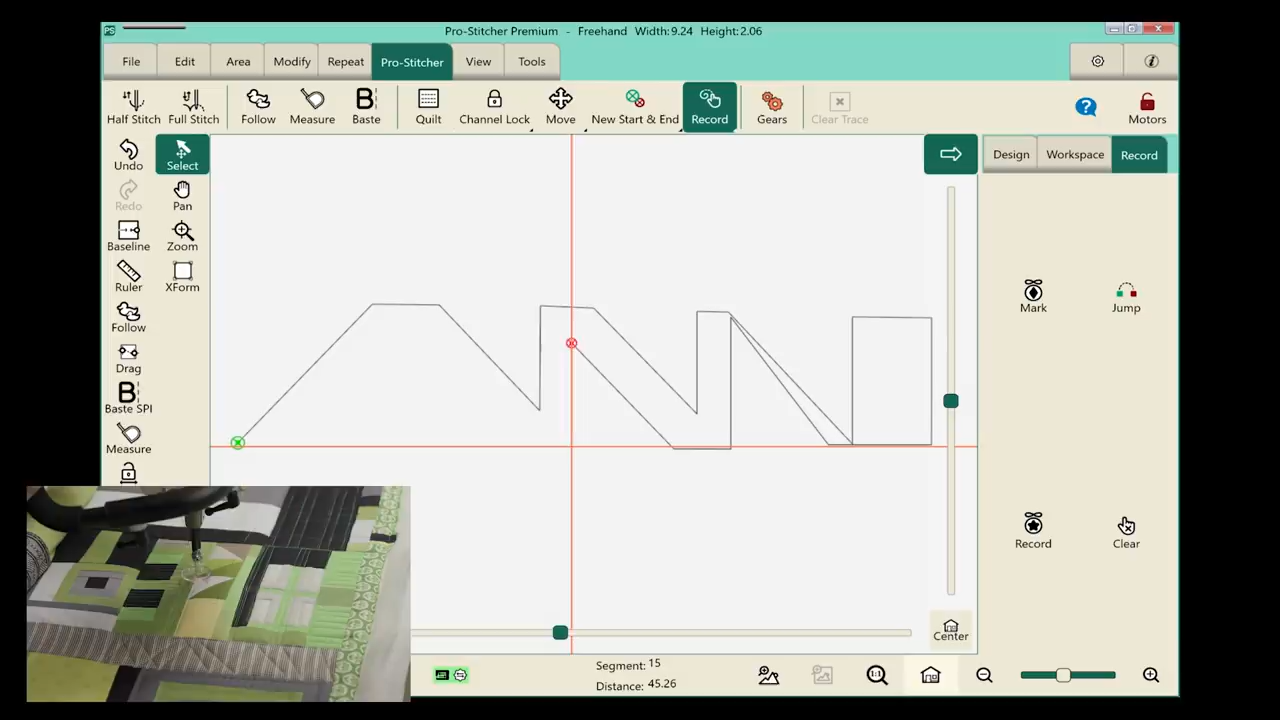 PS
Pro-Stitcher Premium - Freehand Width:9.24 Height:2.06
File Edit Area Modify Repeat Pro-Stitcher View Tools
Half Stitch Full Stitch Follow Measure B Baste Quilt Channel Lock Move New Start & End Record Gears Clear Trace ? Motors
Undo Select
Design Workspace Record
Redo Pan
Baseline Zoom
Ruler XForm
Mark Jump
Follow
Drag
B
Baste SPI
Measure
Record Clear
Center
Segment: 15
Distance: 45.26
1:1